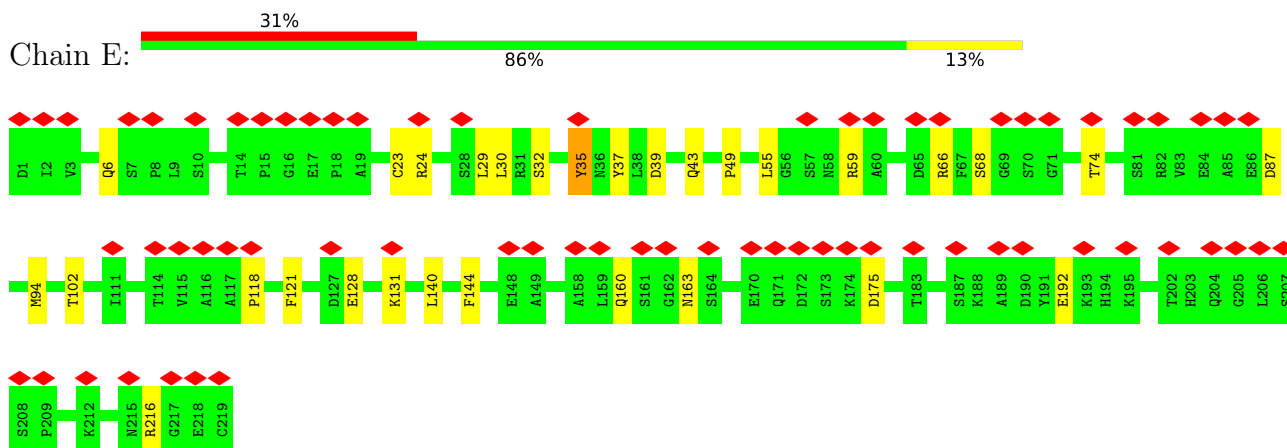 31%
Chain E:
86% 13%
D1 I2 V3 Q6 S7 P8 L9 S10 T14 P15 G16 E17 P18 A19 C23 R24 S28 L29 L30 R31 S32 Y35 N36 Y37 L38 D39 Q43 P49 L55 G56 S57 N58 R59 A60 D65 R66 F67 S68 G69 S70 G71 T74 S81 R82 V83 E84 A85 E86 D87
M94 T102 I111 T114 V115 A116 A117 P118 F121 D127 E128 K131 L140 F144 E148 A149 A158 L159 Q160 S161 G162 N163 S164 E170 Q171 D172 S173 K174 D175 T183 S187 K188 A189 D190 Y191 E192 K193 H194 K195 T202 H203 Q204 G205 L206
S208 P209 K212 N215 R216 G217 E218 C219